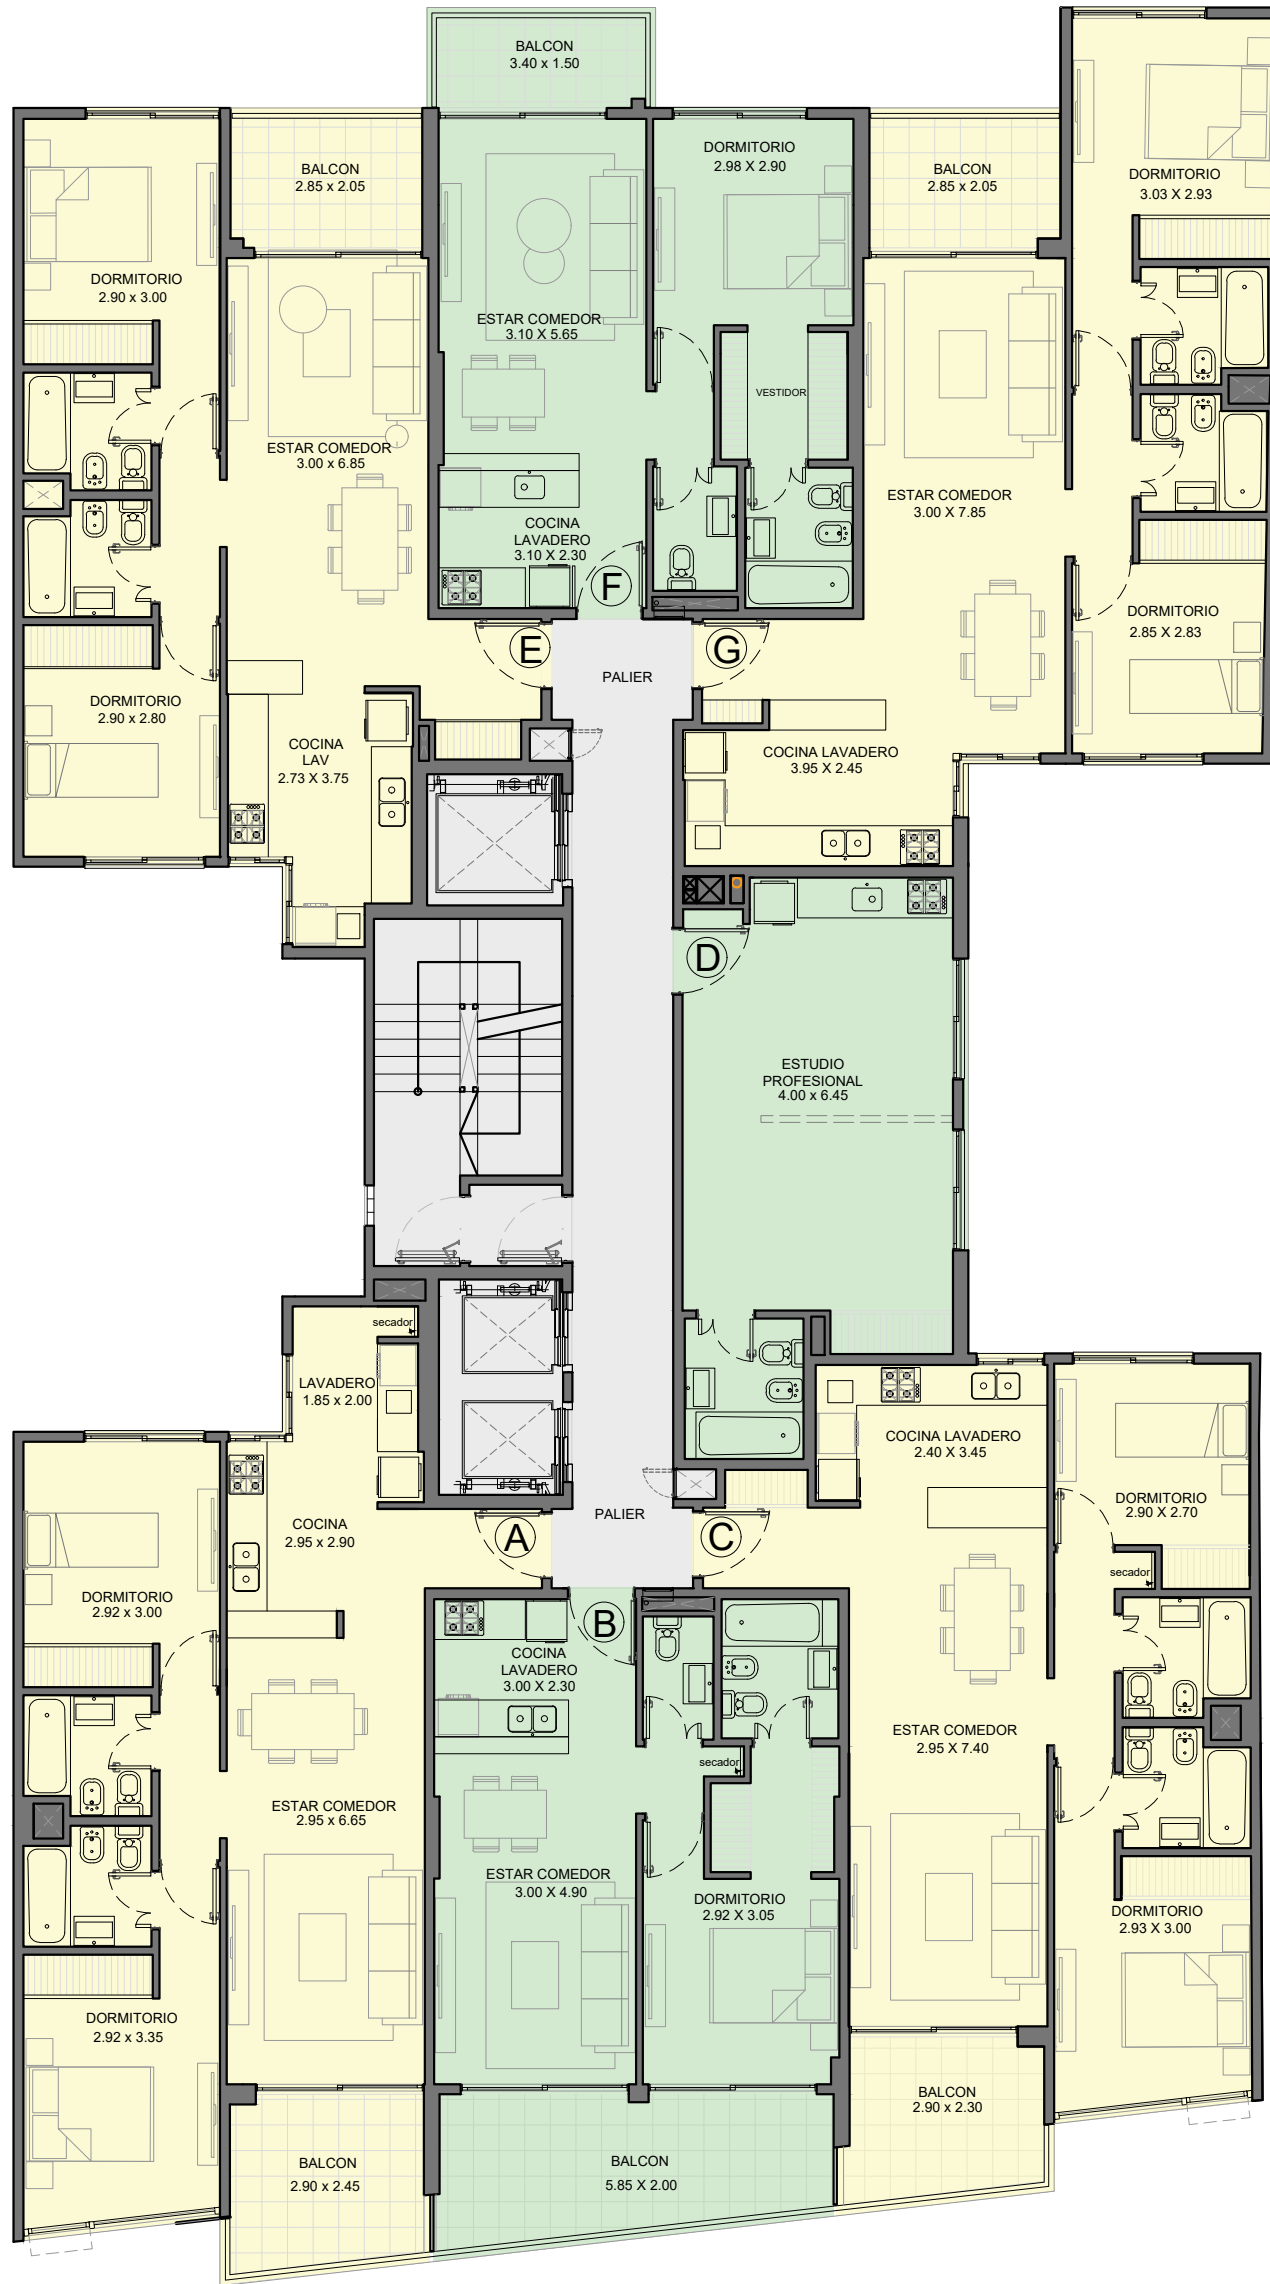 BALCON
3.40 x 1.50
DORMITORIO
2.98 X 2.90
BALCON
2.85 x 2.05
BALCON
2.85 x 2.05
DORMITORIO
3.03 X 2.93
DORMITORIO
2.90 x 3.00
ESTAR COMEDOR
3.10 X 5.65
VESTIDOR
ESTAR COMEDOR
3.00 x 6.85
ESTAR COMEDOR
3.00 X 7.85
COCINA
LAVADERO
3.10 X 2.30
F
DORMITORIO
2.85 X 2.83
E
G
PALIER
DORMITORIO
2.90 x 2.80
COCINA
LAV
2.73 X 3.75
COCINA LAVADERO
3.95 X 2.45
D
ESTUDIO
PROFESIONAL
4.00 x 6.45
secador
LAVADERO
1.85 x 2.00
COCINA LAVADERO
2.40 X 3.45
DORMITORIO
2.90 X 2.70
PALIER
A
C
COCINA
2.95 x 2.90
secador
DORMITORIO
2.92 x 3.00
B
COCINA
LAVADERO
3.00 X 2.30
ESTAR COMEDOR
2.95 X 7.40
secador
ESTAR COMEDOR
2.95 x 6.65
ESTAR COMEDOR
3.00 X 4.90
DORMITORIO
2.92 X 3.05
DORMITORIO
2.93 X 3.00
DORMITORIO
2.92 x 3.35
BALCON
2.90 x 2.30
BALCON
2.90 x 2.45
BALCON
5.85 X 2.00